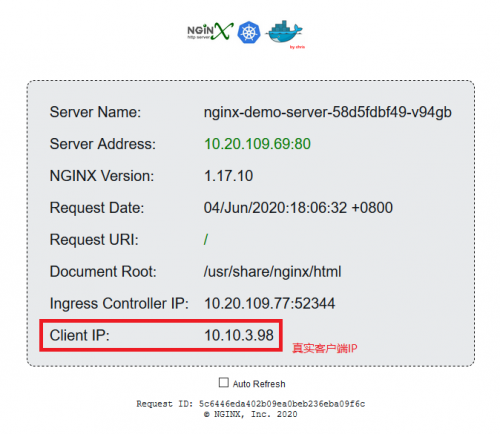 NGINX
http server
by chris
Server Name: nginx-demo-server-58d5fdbf49-v94gb
Server Address: 10.20.109.69:80
NGINX Version: 1.17.10
Request Date: 04/Jun/2020:18:06:32 +0800
Request URI: /
Document Root: /usr/share/nginx/html
Ingress Controller IP: 10.20.109.77:52344
Client IP: 10.10.3.98 真实客户端IP
Auto Refresh
Request ID: 5c6446eda402b09ea0beb236eba09f6c
© NGINX, Inc. 2020